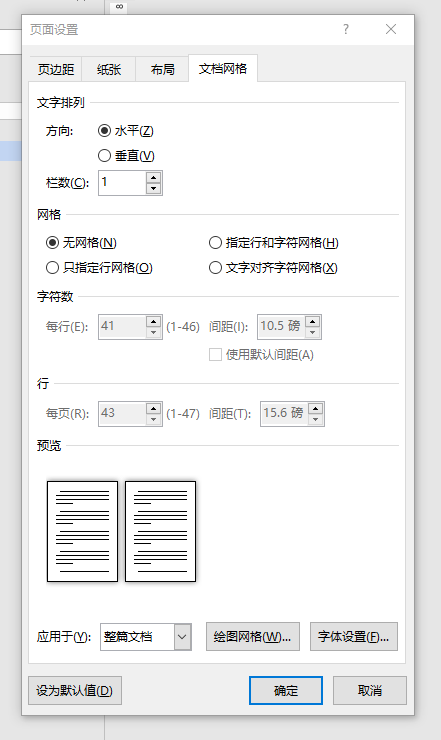 8
页面设置
页边距 纸张 布局 文档网格
文字排列
方向: 水平(Z)
垂直(V)
栏数(C): 1
网格
无网格(N) 指定行和字符网格(H)
只指定行网格(O) 文字对齐字符网格(X)
字符数
每行(E): 41 (1-46) 间距(I): 10.5 磅
使用默认间距(A)
行
每页(R): 43 (1-47) 间距(T): 15.6 磅
预览
应用于(Y): 整篇文档 绘图网格(W)... 字体设置(F)...
设为默认值(D) 确定 取消